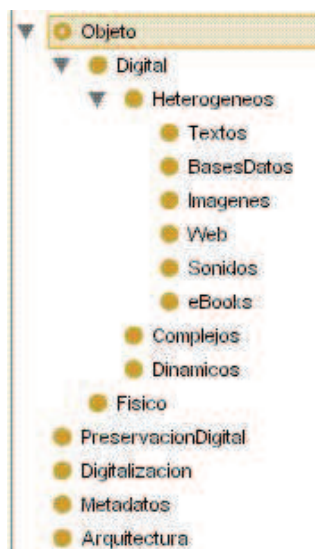 Objeto
Digital
Heterogeneos
Textos
BasesDatos
Imagenes
Web
Sonidos
eBooks
Complejos
Dinamicos
Fisico
PreservacionDigital
Digitalizacion
Metadatos
Arquitectura